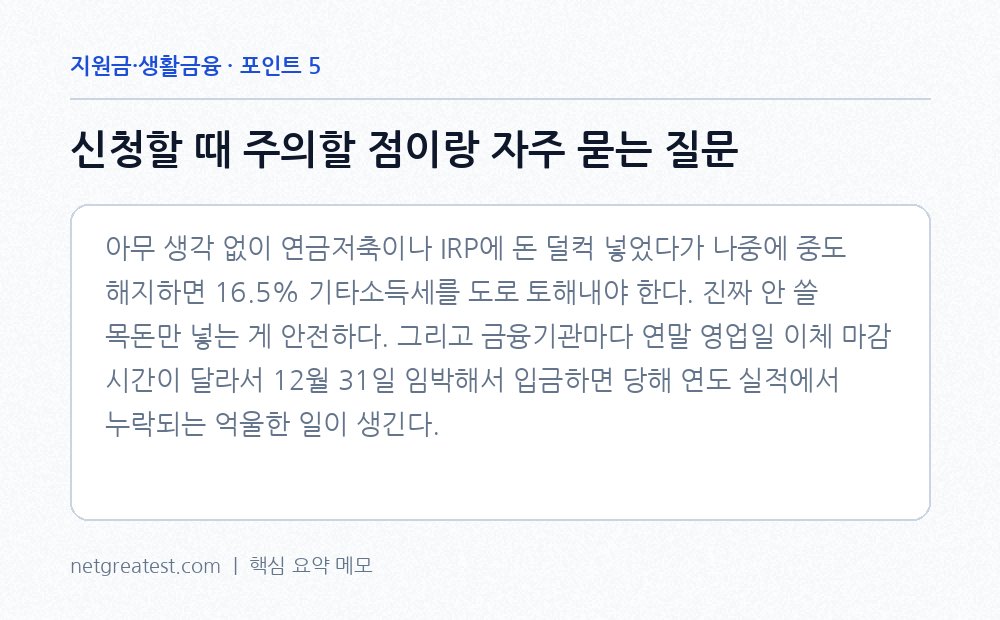 지원금·생활금융 · 포인트 5
신청할 때 주의할 점이랑 자주 묻는 질문
아무 생각 없이 연금저축이나 IRP에 돈 덜컥 넣었다가 나중에 중도
해지하면 16.5% 기타소득세를 도로 토해내야 한다. 진짜 안 쓸
목돈만 넣는 게 안전하다. 그리고 금융기관마다 연말 영업일 이체 마감
시간이 달라서 12월 31일 임박해서 입금하면 당해 연도 실적에서
누락되는 억울한 일이 생긴다.
netgreatest.com | 핵심 요약 메모